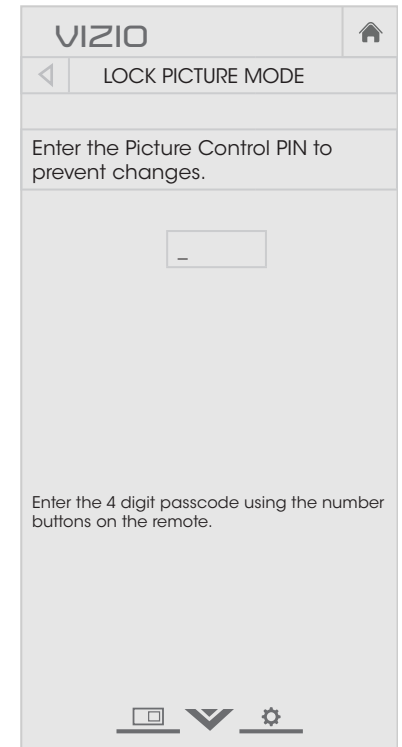 VIZIO
LOCK PICTURE MODE
Enter the Picture Control PIN to
prevent changes.
_
Enter the 4 digit passcode using the number
buttons on the remote.